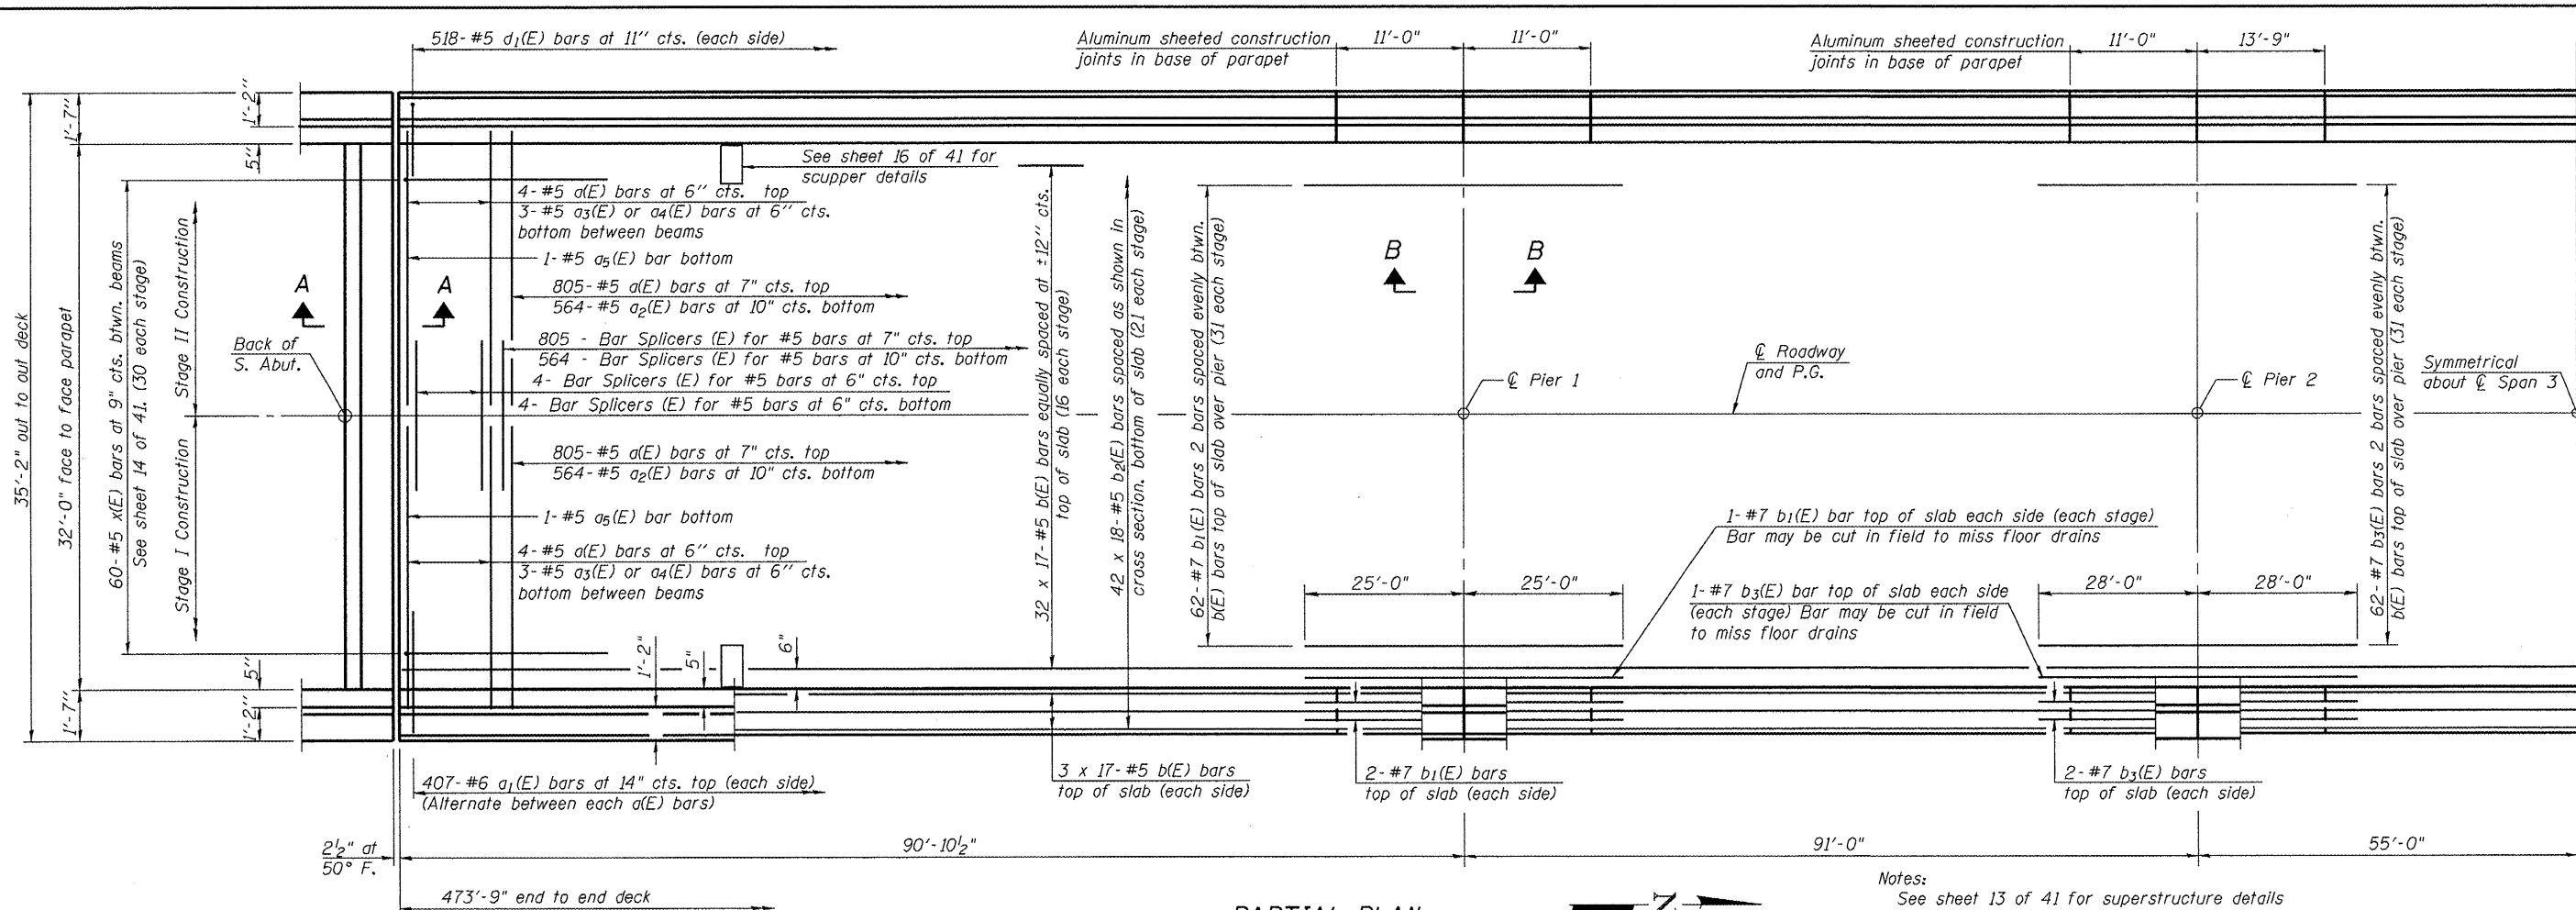 518- #5 d1(E) bars at 11" cts. (each side)
Aluminum sheeted construction
joints in base of parapet
11'-0"
11'-0"
Aluminum sheeted construction
joints in base of parapet
11'-0"
13'-9"
35'-2" out to out deck
1'-7"
32'-0" face to face parapet
1'-7"
1'-2"
5"
60- #5 x(E) bars at 9" cts. btwn. beams
See sheet 14 of 41. (30 each stage)
Stage II Construction
Stage I Construction
5"
1'-2"
A
A
Back of
S. Abut.
See sheet 16 of 41 for
scupper details
4- #5 a(E) bars at 6" cts. top
3- #5 a3(E) or a4(E) bars at 6" cts.
bottom between beams
1- #5 a5(E) bar bottom
805- #5 a(E) bars at 7" cts. top
564- #5 a2(E) bars at 10" cts. bottom
805 - Bar Splicers (E) for #5 bars at 7" cts. top
564 - Bar Splicers (E) for #5 bars at 10" cts. bottom
4- Bar Splicers (E) for #5 bars at 6" cts. top
4- Bar Splicers (E) for #5 bars at 6" cts. bottom
805- #5 a(E) bars at 7" cts. top
564- #5 a2(E) bars at 10" cts. bottom
1- #5 a5(E) bar bottom
4- #5 a(E) bars at 6" cts. top
3- #5 a3(E) or a4(E) bars at 6" cts.
bottom between beams
1'-2"
5"
6"
32 x 17- #5 b(E) bars equally spaced at ±12" cts.
top of slab (16 each stage)
42 x 18- #5 b2(E) bars spaced as shown in
cross section. bottom of slab (21 each stage)
62- #7 b1(E) bars 2 bars spaced evenly btwn.
b(E) bars top of slab over pier (31 each stage)
B
B
℄ Pier 1
℄ Roadway
and P.G.
℄ Pier 2
62- #7 b3(E) bars 2 bars spaced evenly btwn.
b(E) bars top of slab over pier (31 each stage)
Symmetrical
about ℄ Span 3
1- #7 b1(E) bar top of slab each side (each stage)
Bar may be cut in field to miss floor drains
25'-0"
25'-0"
1- #7 b3(E) bar top of slab each side
(each stage) Bar may be cut in field
to miss floor drains
28'-0"
28'-0"
407- #6 a1(E) bars at 14" cts. top (each side)
(Alternate between each a(E) bars)
3 x 17- #5 b(E) bars
top of slab (each side)
2- #7 b1(E) bars
top of slab (each side)
2- #7 b3(E) bars
top of slab (each side)
2½" at
50° F.
90'-10½"
91'-0"
55'-0"
473'-9" end to end deck
PARTIAL PLAN
N
Notes:
See sheet 13 of 41 for superstructure details